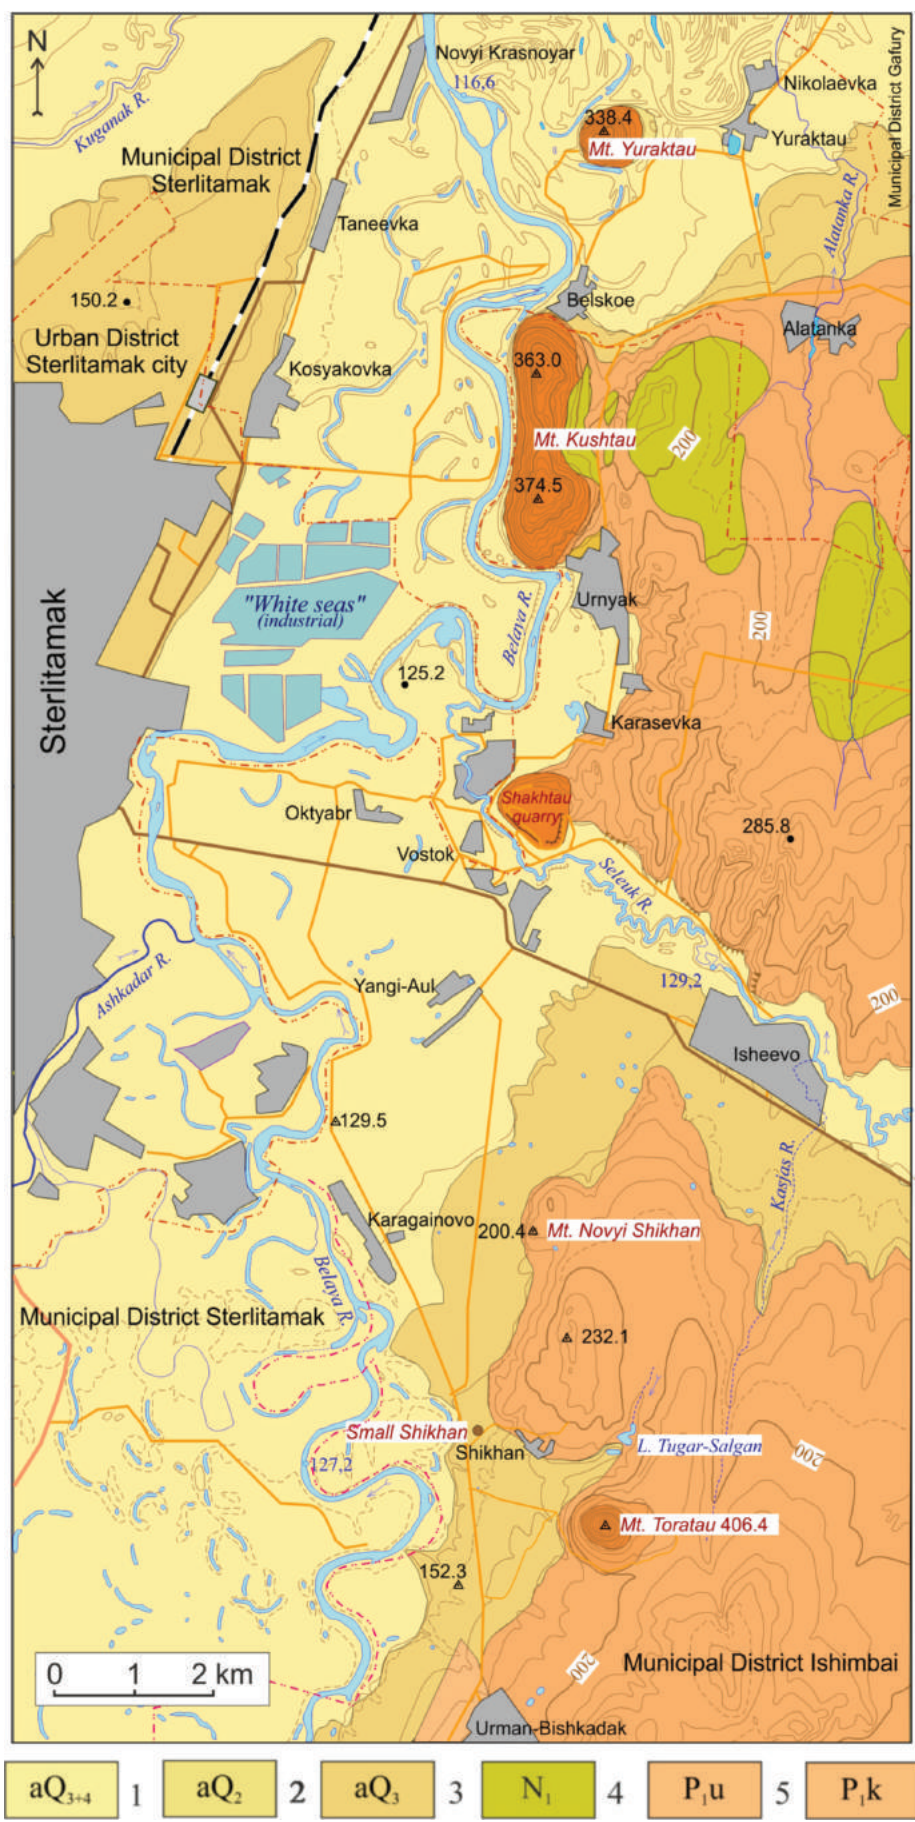 N
Kuganak R.
Novyi Krasnoyar
116,6
Municipal District Gafury
Nikolaevka
338.4
Mt. Yuraktau
Yuraktau
Municipal District
Sterlitamak
Taneevka
Alatanka R.
150.2
Belskoe
Urban District
Sterlitamak city
Kosyakovka
363.0
Alatanka
Mt. Kushtau
200
374.5
"White seas"
(industrial)
Belaya R.
Urnyak
200
Sterlitamak
125.2
Karasevka
Shakhtau
quarry
Oktyabr
285.8
Vostok
Seleuk R.
Ashkadar R.
Yangi-Aul
129,2
200
Isheevo
129.5
Kasjas R.
Karagainovo
200.4
Mt. Novyi Shikhan
Belaya R.
Municipal District Sterlitamak
232.1
Small Shikhan
Shikhan
L. Tugar-Salgan
200
127,2
Mt. Toratau 406.4
152.3
200
Municipal District Ishimbai
0 1 2 km
Urman-Bishkadak
aQ3+4 1 aQ2 2 aQ3 3 N1 4 P1u 5 P1k